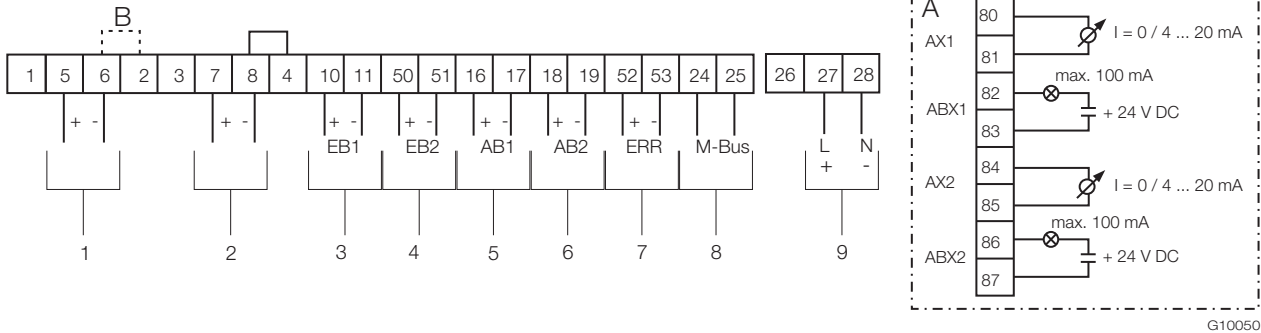 B
1 5 6 2 3 7 8 4 10 11 50 51 16 17 18 19 52 53 24 25 26 27 28
+ - + - + - + - + - + - + -
EB1 EB2 AB1 AB2 ERR M-Bus L N
+ -
1 2 3 4 5 6 7 8 9
A
80
AX1 I = 0 / 4 ... 20 mA
81
max. 100 mA
82
ABX1 + 24 V DC
83
84
AX2 I = 0 / 4 ... 20 mA
85
max. 100 mA
86
ABX2 + 24 V DC
87
G10050